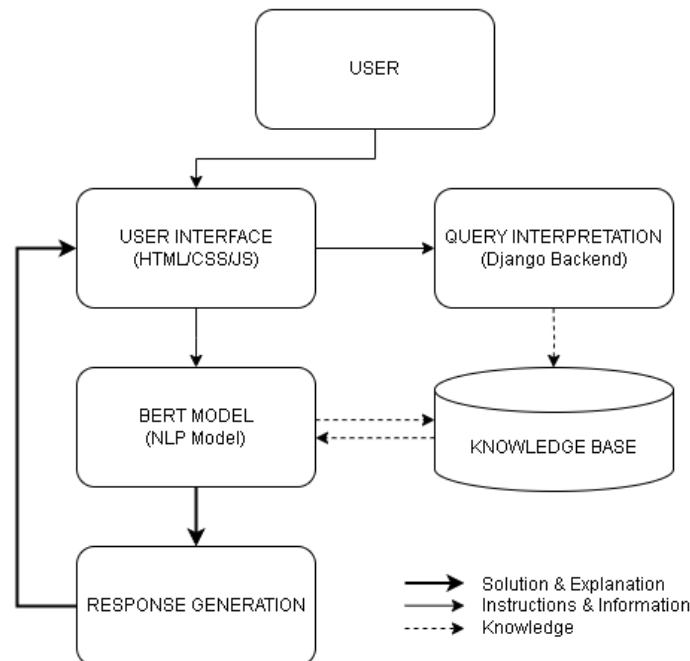 USER
USER INTERFACE
(HTML/CSS/JS)
QUERY INTERPRETATION
(Django Backend)
BERT MODEL
(NLP Model)
KNOWLEDGE BASE
RESPONSE GENERATION
Solution & Explanation
Instructions & Information
Knowledge